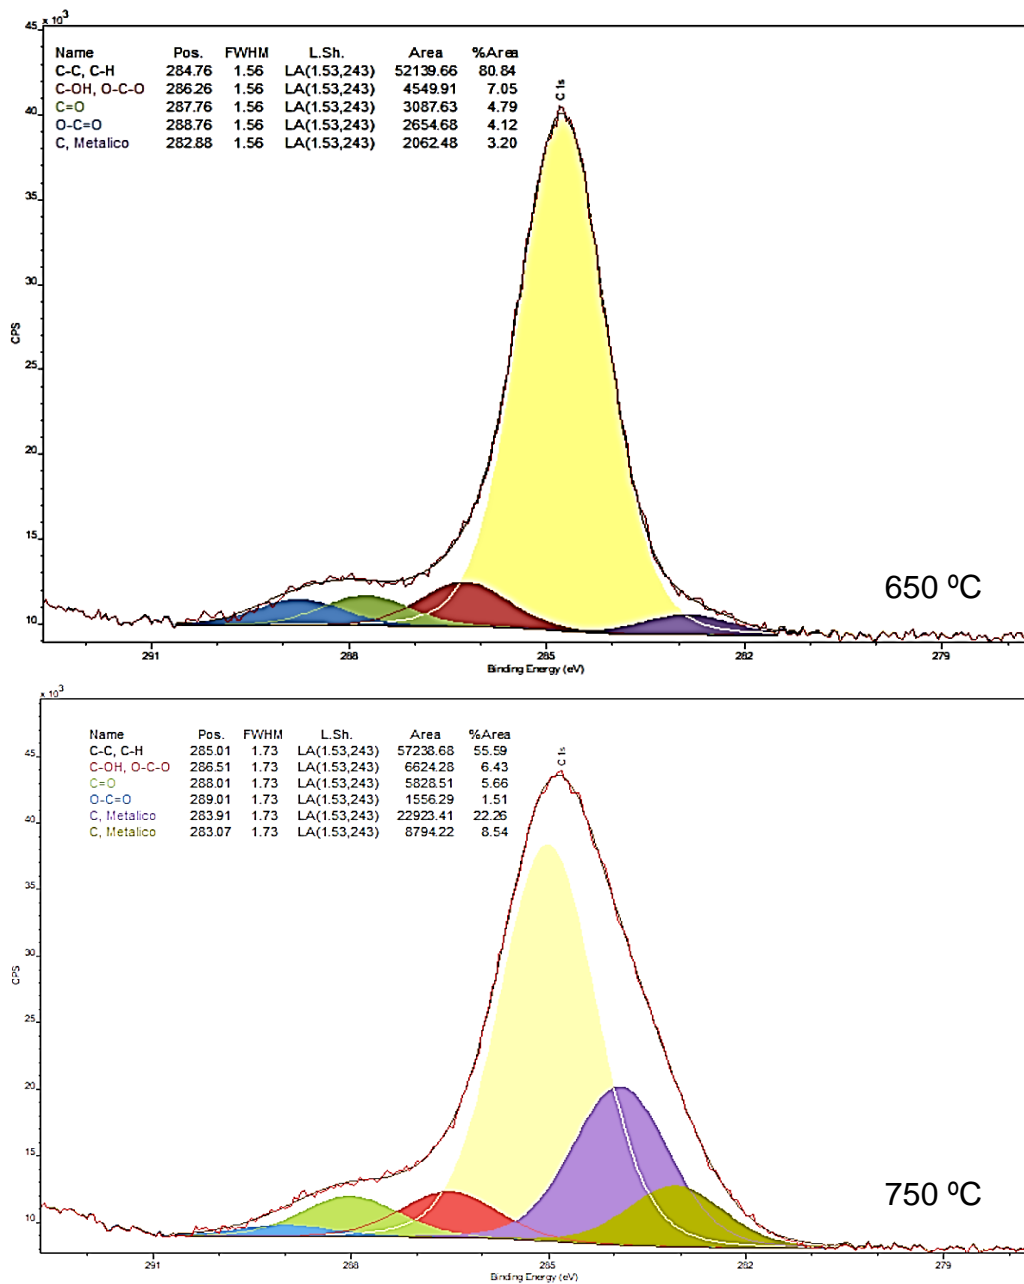 x 10³
45
Name Pos. FWHM L.Sh. Area %Area
C-C, C-H 284.76 1.56 LA(1.53,243) 52139.66 80.84
C-OH, O-C-O 286.26 1.56 LA(1.53,243) 4549.91 7.05
C=O 287.76 1.56 LA(1.53,243) 3087.63 4.79
O-C=O 288.76 1.56 LA(1.53,243) 2654.68 4.12
C, Metalico 282.88 1.56 LA(1.53,243) 2062.48 3.20
C 1s
40
35
30
CPS
25
20
15
10
650 ºC
291 288 285 282 279
Binding Energy (eV)
x 10³
Name Pos. FWHM L.Sh. Area %Area
C-C, C-H 285.01 1.73 LA(1.53,243) 57238.68 55.59
C-OH, O-C-O 286.51 1.73 LA(1.53,243) 6624.28 6.43
C=O 288.01 1.73 LA(1.53,243) 5828.51 5.66
O-C=O 289.01 1.73 LA(1.53,243) 1556.29 1.51
C, Metalico 283.91 1.73 LA(1.53,243) 22923.41 22.26
C, Metalico 283.07 1.73 LA(1.53,243) 8794.22 8.54
C 1s
45
40
35
30
CPS
25
20
15
10
750 ºC
291 288 285 282 279
Binding Energy (eV)